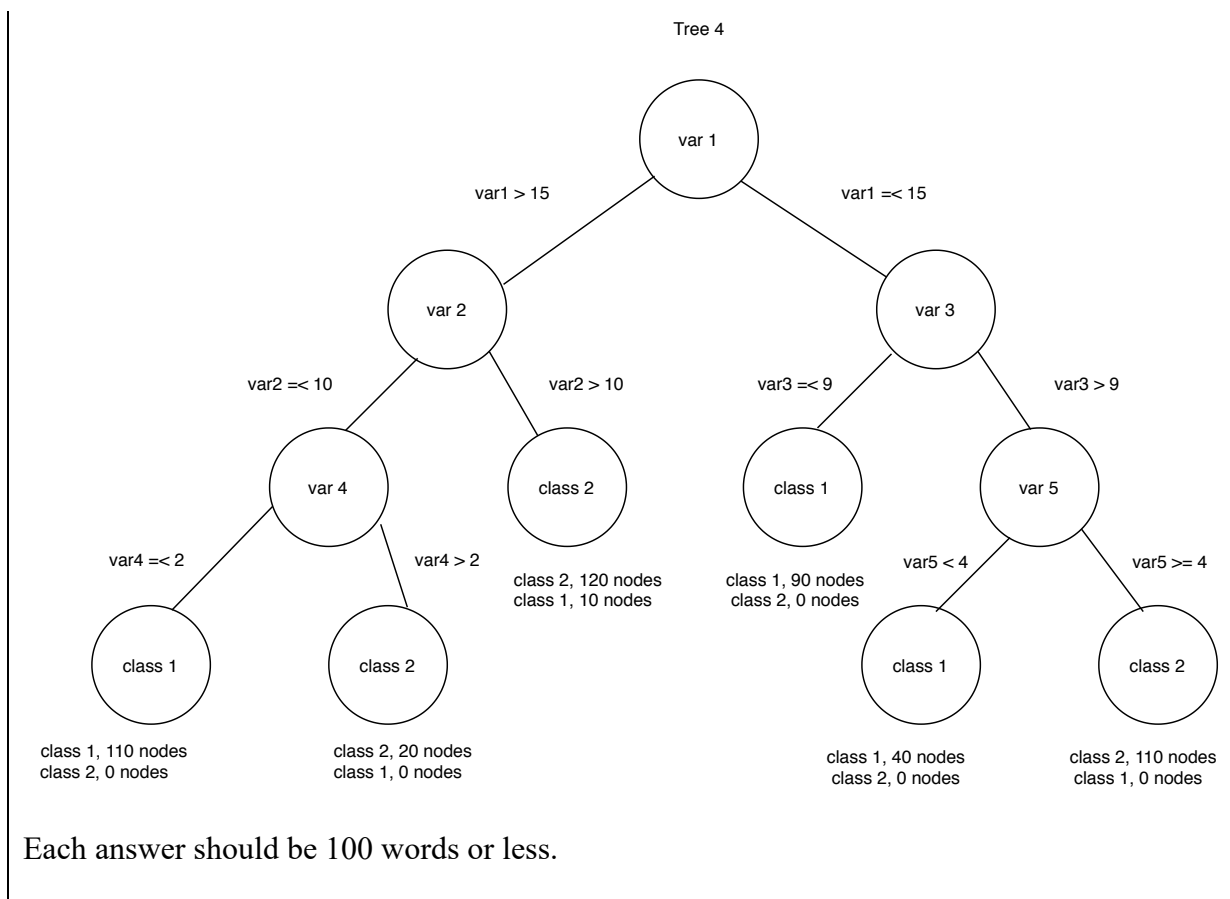 Tree 4
var 1
var1 > 15
var1 =< 15
var 2
var 3
var2 =< 10
var2 > 10
var3 =< 9
var3 > 9
var 4
class 2
class 1
var 5
var4 =< 2
var4 > 2
class 2, 120 nodes
class 1, 10 nodes
class 1, 90 nodes
class 2, 0 nodes
var5 < 4
var5 >= 4
class 1
class 2
class 1
class 2
class 1, 110 nodes
class 2, 0 nodes
class 2, 20 nodes
class 1, 0 nodes
class 1, 40 nodes
class 2, 0 nodes
class 2, 110 nodes
class 1, 0 nodes
Each answer should be 100 words or less.